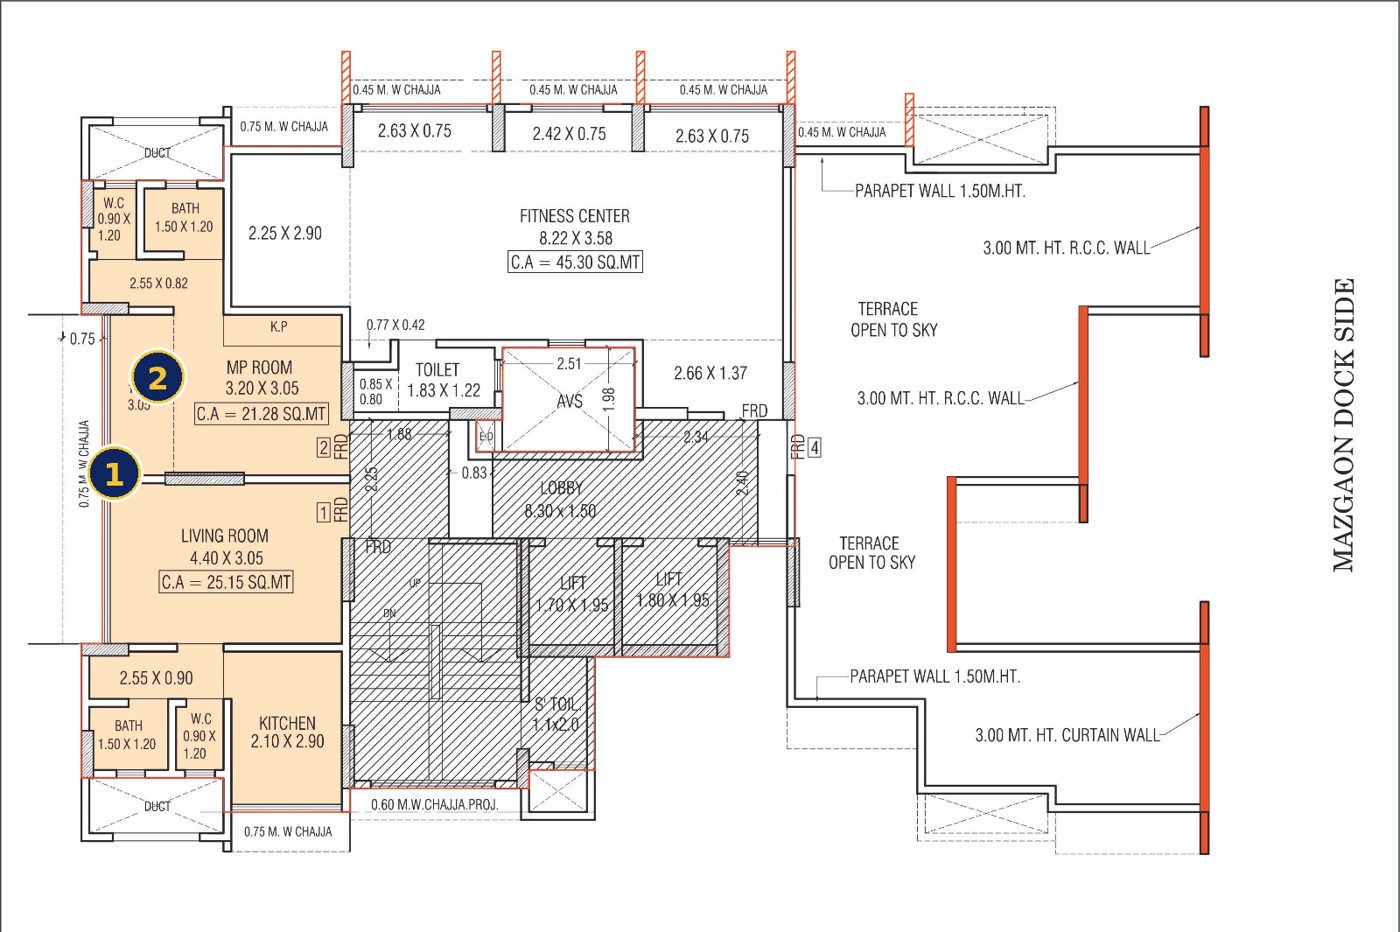 0.45 M. W CHAJJA
0.45 M. W CHAJJA
0.45 M. W CHAJJA
0.75 M. W CHAJJA
2.63 X 0.75
2.42 X 0.75
2.63 X 0.75
0.45 M. W CHAJJA
DUCT
PARAPET WALL 1.50M.HT.
W.C
0.90 X
1.20
BATH
1.50 X 1.20
2.25 X 2.90
FITNESS CENTER
8.22 X 3.58
C.A = 45.30 SQ.MT
3.00 MT. HT. R.C.C. WALL
2.55 X 0.82
TERRACE
OPEN TO SKY
MAZGAON DOCK SIDE
0.75
K.P
0.77 X 0.42
MP ROOM
3.20 X 3.05
C.A = 21.28 SQ.MT
2
3.05
TOILET
1.83 X 1.22
0.85 X
0.80
2.51
1.98
AVS
2.66 X 1.37
3.00 MT. HT. R.C.C. WALL
FRD
1.88
2.34
2
FRD
FRD
4
0.75 M. W CHAJJA
1
2.25
0.83
2.40
LOBBY
8.30 x 1.50
1
FRD
LIVING ROOM
4.40 X 3.05
C.A = 25.15 SQ.MT
FRD
TERRACE
OPEN TO SKY
UP
DN
LIFT
1.70 X 1.95
LIFT
1.80 X 1.95
2.55 X 0.90
PARAPET WALL 1.50M.HT.
BATH
1.50 X 1.20
W.C
0.90 X
1.20
KITCHEN
2.10 X 2.90
S' TOIL.
1.1x2.0
3.00 MT. HT. CURTAIN WALL
DUCT
0.60 M.W.CHAJJA.PROJ.
0.75 M. W CHAJJA